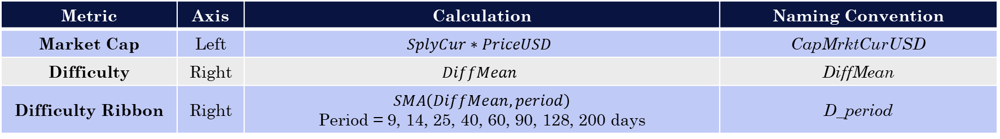 Metric Axis Calculation Naming Convention
Market Cap Left SplyCur * PriceUSD CapMrktCurUSD
Difficulty Right DiffMean DiffMean
Difficulty Ribbon Right SMA(DiffMean, period) D_period
Period = 9, 14, 25, 40, 60, 90, 128, 200 days